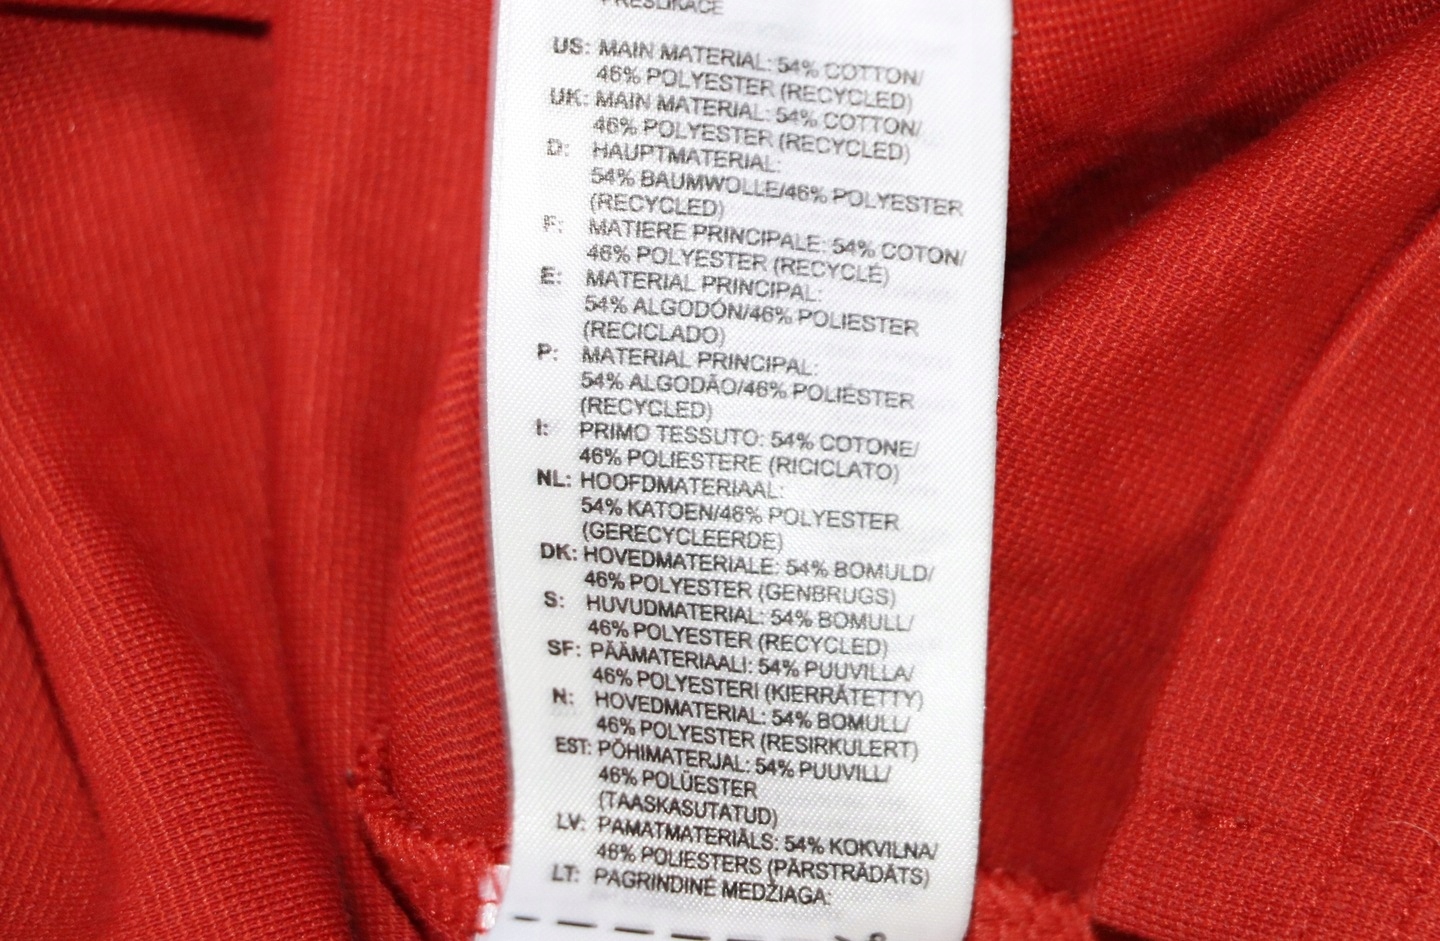 US: MAIN MATERIAL: 54% COTTON/
46% POLYESTER (RECYCLED)
UK: MAIN MATERIAL: 54% COTTON/
46% POLYESTER (RECYCLED)
D: HAUPTMATERIAL:
54% BAUMWOLLE/46% POLYESTER
(RECYCLED)
F: MATIERE PRINCIPALE: 54% COTON/
46% POLYESTER (RECYCLÉ)
E: MATERIAL PRINCIPAL:
54% ALGODÓN/46% POLIESTER
(RECICLADO)
P: MATERIAL PRINCIPAL:
54% ALGODÃO/46% POLIÉSTER
(RECYCLED)
I: PRIMO TESSUTO: 54% COTONE/
46% POLIESTERE (RICICLATO)
NL: HOOFDMATERIAAL:
54% KATOEN/46% POLYESTER
(GERECYCLEERDE)
DK: HOVEDMATERIALE: 54% BOMULD/
46% POLYESTER (GENBRUGS)
S: HUVUDMATERIAL: 54% BOMULL/
46% POLYESTER (RECYCLED)
SF: PÄÄMATERIAALI: 54% PUUVILLA/
46% POLYESTERI (KIERRÄTETTY)
N: HOVEDMATERIAL: 54% BOMULL/
46% POLYESTER (RESIRKULERT)
EST: PÕHIMATERJAL: 54% PUUVILL/
46% POLÜESTER
(TAASKASUTATUD)
LV: PAMATMATERIĀLS: 54% KOKVILNA/
46% POLIESTERS (PĀRSTRĀDĀTS)
LT: PAGRINDINĖ MEDŽIAGA: